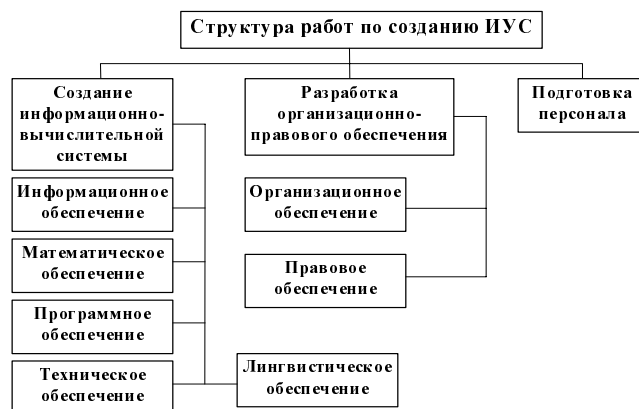 Структура работ по созданию ИУС
Создание
информационно-
вычислительной
системы
Разработка
организационно-
правового обеспечения
Подготовка
персонала
Информационное
обеспечение
Организационное
обеспечение
Математическое
обеспечение
Правовое
обеспечение
Программное
обеспечение
Техническое
обеспечение
Лингвистическое
обеспечение